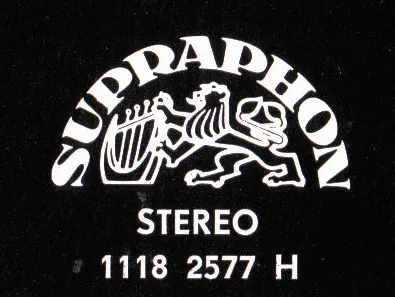 SUPRAPHON
STEREO
1118 2577 H